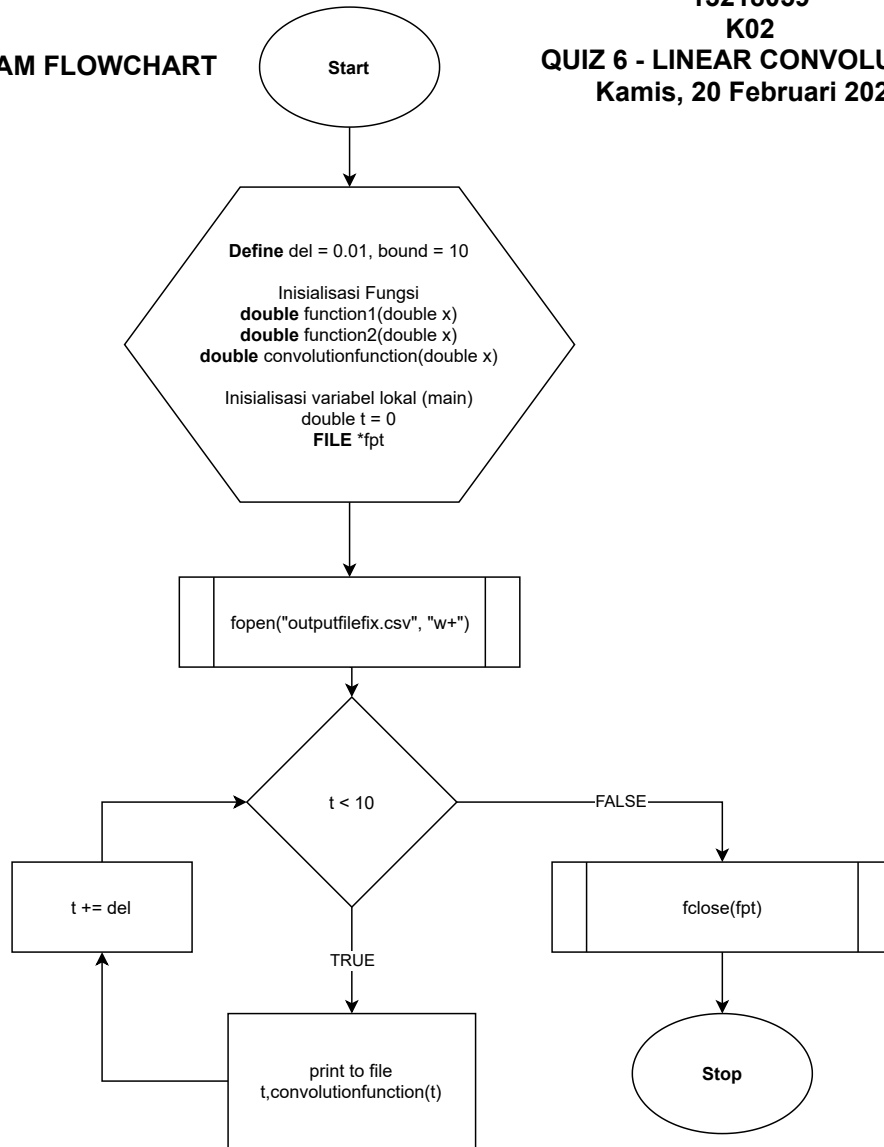 K02
AM FLOWCHART
QUIZ 6 - LINEAR CONVOLU
Kamis, 20 Februari 202
Start
Define del = 0.01, bound = 10
Inisialisasi Fungsi
double function1(double x)
double function2(double x)
double convolutionfunction(double x)
Inisialisasi variabel lokal (main)
double t = 0
FILE *fpt
fopen("outputfilefix.csv", "w+")
t < 10
FALSE
t += del
fclose(fpt)
TRUE
print to file
t,convolutionfunction(t)
Stop